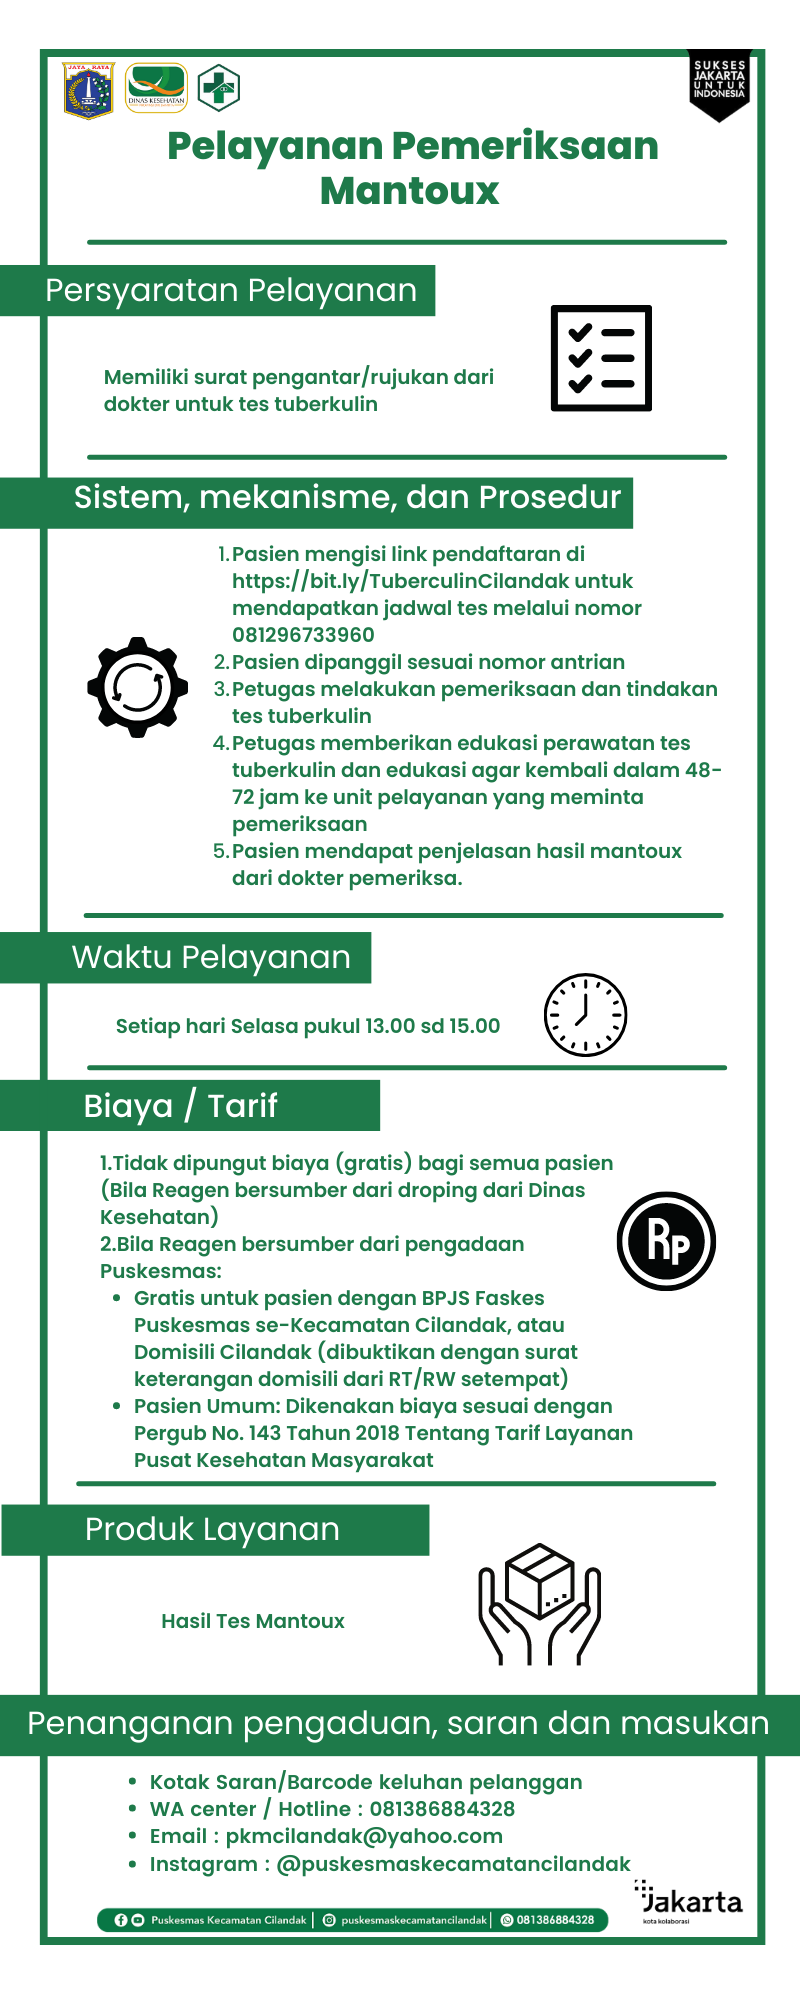 JAYA RAYA
DINAS KESEHATAN
SUKSES
JAKARTA
UNTUK
INDONESIA
Pelayanan Pemeriksaan
Mantoux
Persyaratan Pelayanan
Memiliki surat pengantar/rujukan dari
dokter untuk tes tuberkulin
Sistem, mekanisme, dan Prosedur
1. Pasien mengisi link pendaftaran di
https://bit.ly/TuberculinCilandak untuk
mendapatkan jadwal tes melalui nomor
081296733960
2. Pasien dipanggil sesuai nomor antrian
3. Petugas melakukan pemeriksaan dan tindakan
tes tuberkulin
4. Petugas memberikan edukasi perawatan tes
tuberkulin dan edukasi agar kembali dalam 48-
72 jam ke unit pelayanan yang meminta
pemeriksaan
5. Pasien mendapat penjelasan hasil mantoux
dari dokter pemeriksa.
Waktu Pelayanan
Setiap hari Selasa pukul 13.00 sd 15.00
Biaya / Tarif
1.Tidak dipungut biaya (gratis) bagi semua pasien
(Bila Reagen bersumber dari droping dari Dinas
Kesehatan)
2.Bila Reagen bersumber dari pengadaan
Puskesmas:
• Gratis untuk pasien dengan BPJS Faskes
Puskesmas se-Kecamatan Cilandak, atau
Domisili Cilandak (dibuktikan dengan surat
keterangan domisili dari RT/RW setempat)
• Pasien Umum: Dikenakan biaya sesuai dengan
Pergub No. 143 Tahun 2018 Tentang Tarif Layanan
Pusat Kesehatan Masyarakat
Rp
Produk Layanan
Hasil Tes Mantoux
Penanganan pengaduan, saran dan masukan
• Kotak Saran/Barcode keluhan pelanggan
• WA center / Hotline : 081386884328
• Email : pkmcilandak@yahoo.com
• Instagram : @puskesmaskecamatancilandak
Jakarta
kota kolaborasi
Puskesmas Kecamatan Cilandak | puskesmaskecamatancilandak | 081386884328